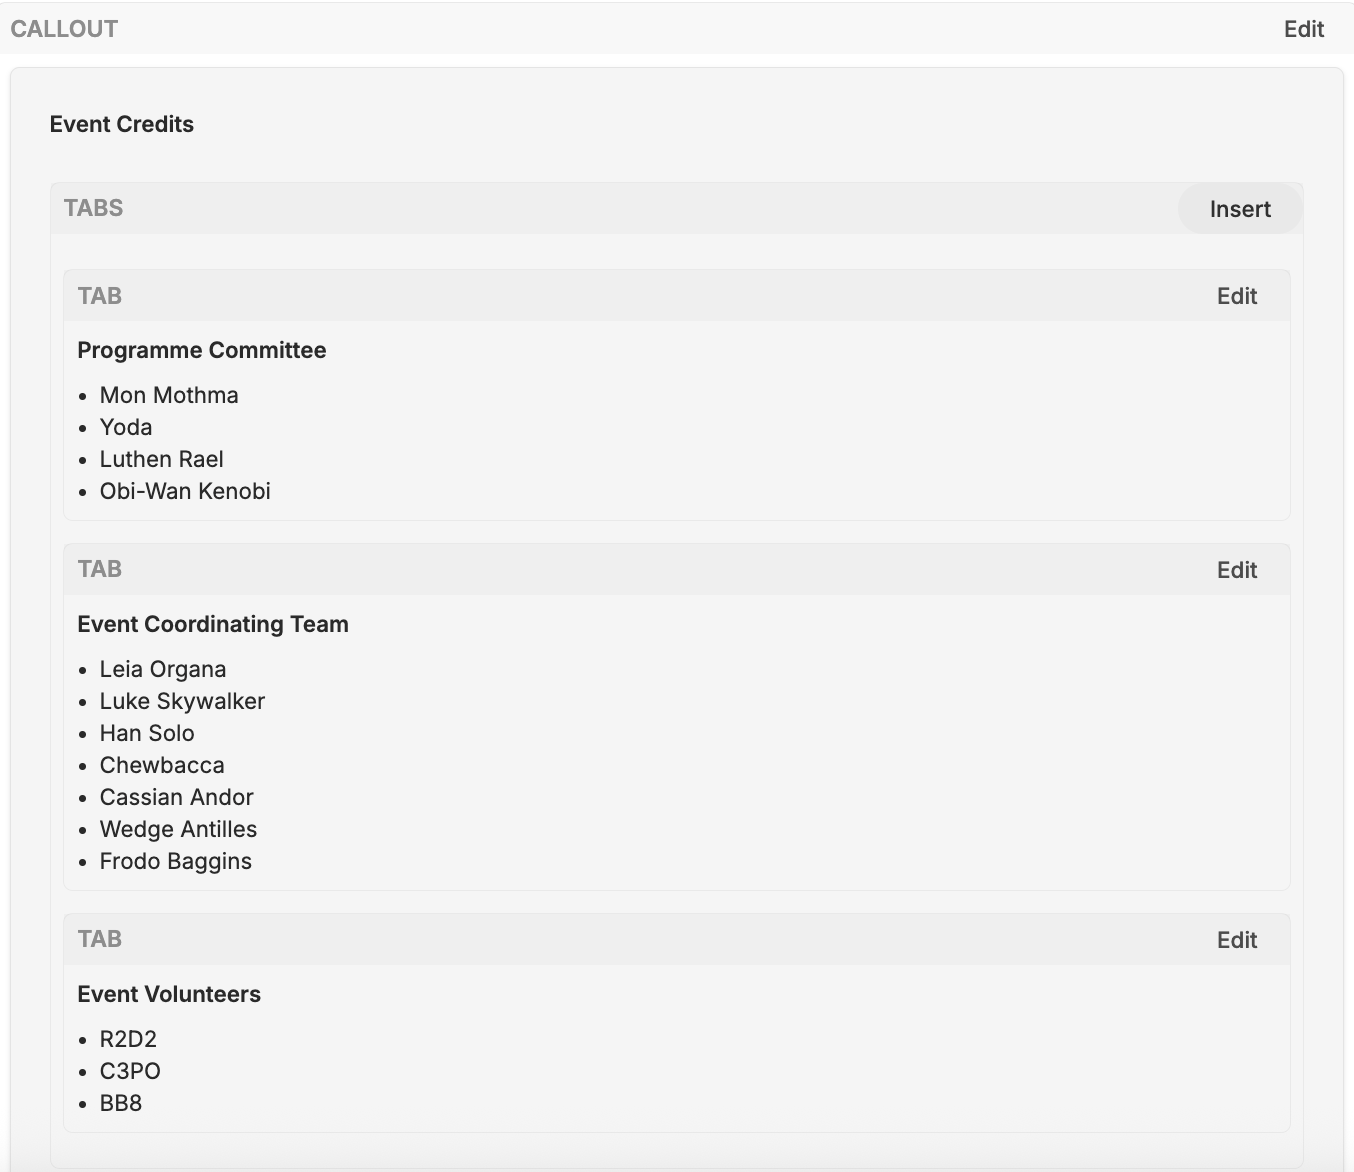 CALLOUT Edit
Event Credits
TABS Insert
TAB Edit
Programme Committee
• Mon Mothma
• Yoda
• Luthen Rael
• Obi-Wan Kenobi
TAB Edit
Event Coordinating Team
• Leia Organa
• Luke Skywalker
• Han Solo
• Chewbacca
• Cassian Andor
• Wedge Antilles
• Frodo Baggins
TAB Edit
Event Volunteers
• R2D2
• C3PO
• BB8